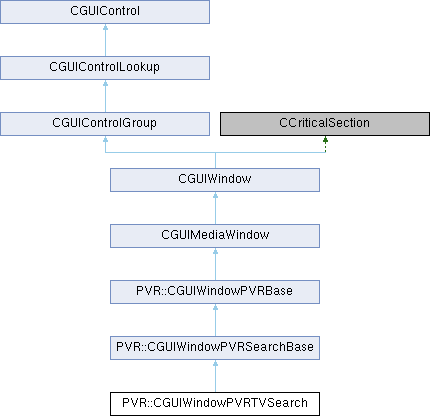 CGUIControl
CGUIControlLookup
CGUIControlGroup
CCriticalSection
CGUIWindow
CGUIMediaWindow
PVR::CGUIWindowPVRBase
PVR::CGUIWindowPVRSearchBase
PVR::CGUIWindowPVRTVSearch